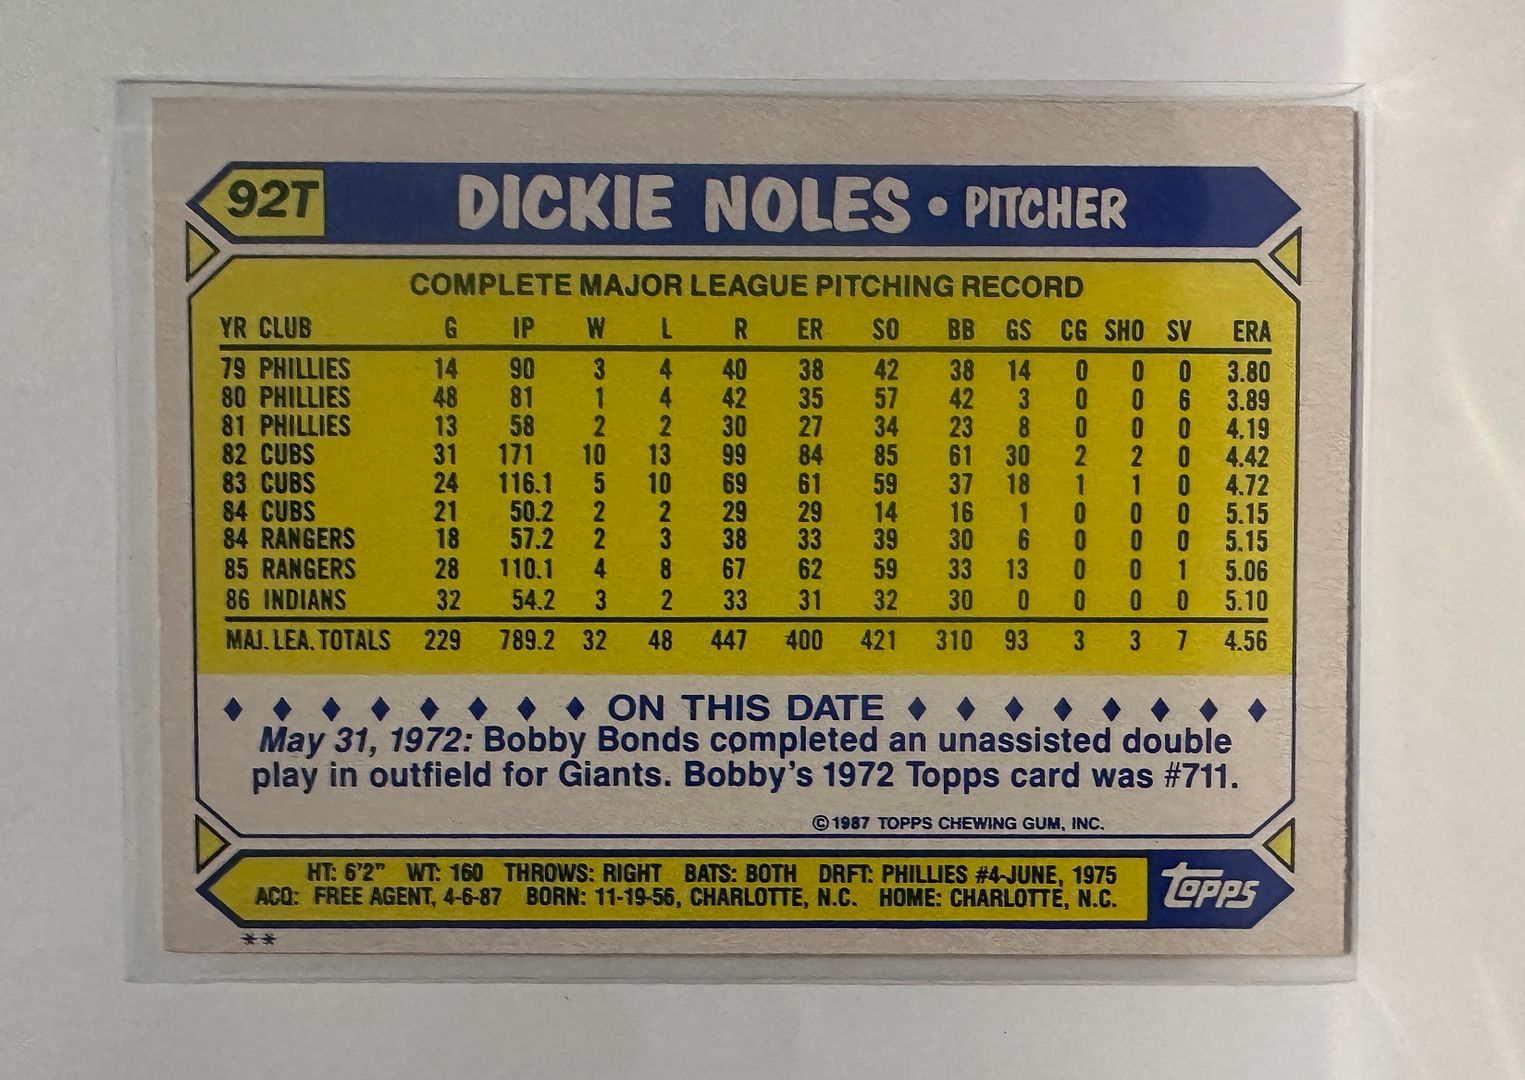 92T DICKIE NOLES • PITCHER
COMPLETE MAJOR LEAGUE PITCHING RECORD
YR CLUB G IP W L R ER SO BB GS CG SHO SV ERA
79 PHILLIES 14 90 3 4 40 38 42 38 14 0 0 0 3.80
80 PHILLIES 48 81 1 4 42 35 57 42 3 0 0 6 3.89
81 PHILLIES 13 58 2 2 30 27 34 23 8 0 0 0 4.19
82 CUBS 31 171 10 13 99 84 85 61 30 2 2 0 4.42
83 CUBS 24 116.1 5 10 69 61 59 37 18 1 1 0 4.72
84 CUBS 21 50.2 2 2 29 29 14 16 1 0 0 0 5.15
84 RANGERS 18 57.2 2 3 38 33 39 30 6 0 0 0 5.15
85 RANGERS 28 110.1 4 8 67 62 59 33 13 0 0 1 5.06
86 INDIANS 32 54.2 3 2 33 31 32 30 0 0 0 0 5.10
MAJ. LEA. TOTALS 229 789.2 32 48 447 400 421 310 93 3 3 7 4.56
ON THIS DATE
May 31, 1972: Bobby Bonds completed an unassisted double
play in outfield for Giants. Bobby's 1972 Topps card was #711.
©1987 TOPPS CHEWING GUM, INC.
HT: 6'2" WT: 160 THROWS: RIGHT BATS: BOTH DRFT: PHILLIES #4-JUNE, 1975
ACQ: FREE AGENT, 4-6-87 BORN: 11-19-56, CHARLOTTE, N.C. HOME: CHARLOTTE, N.C.
topps
**